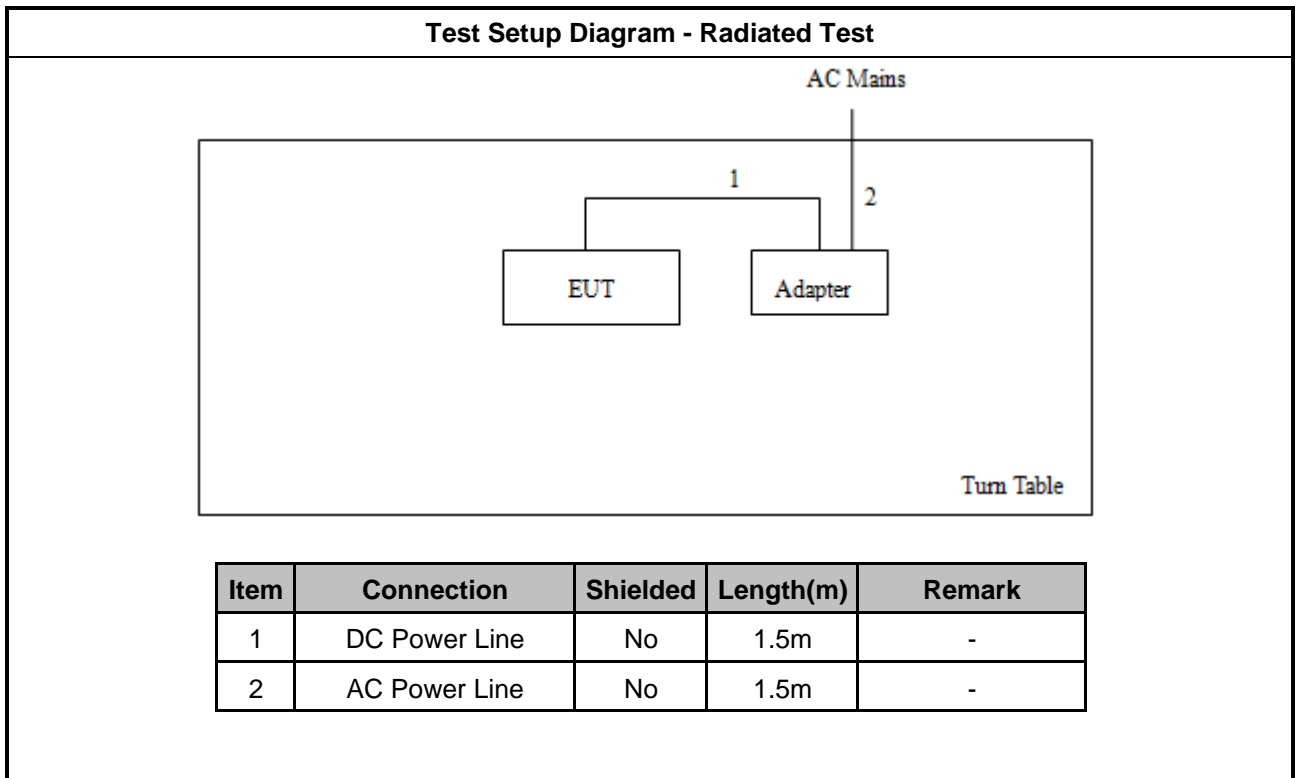 Test Setup Diagram - Radiated Test
AC Mains
1
2
EUT
Adapter
Turn Table
Item Connection Shielded Length(m) Remark
1 DC Power Line No 1.5m -
2 AC Power Line No 1.5m -